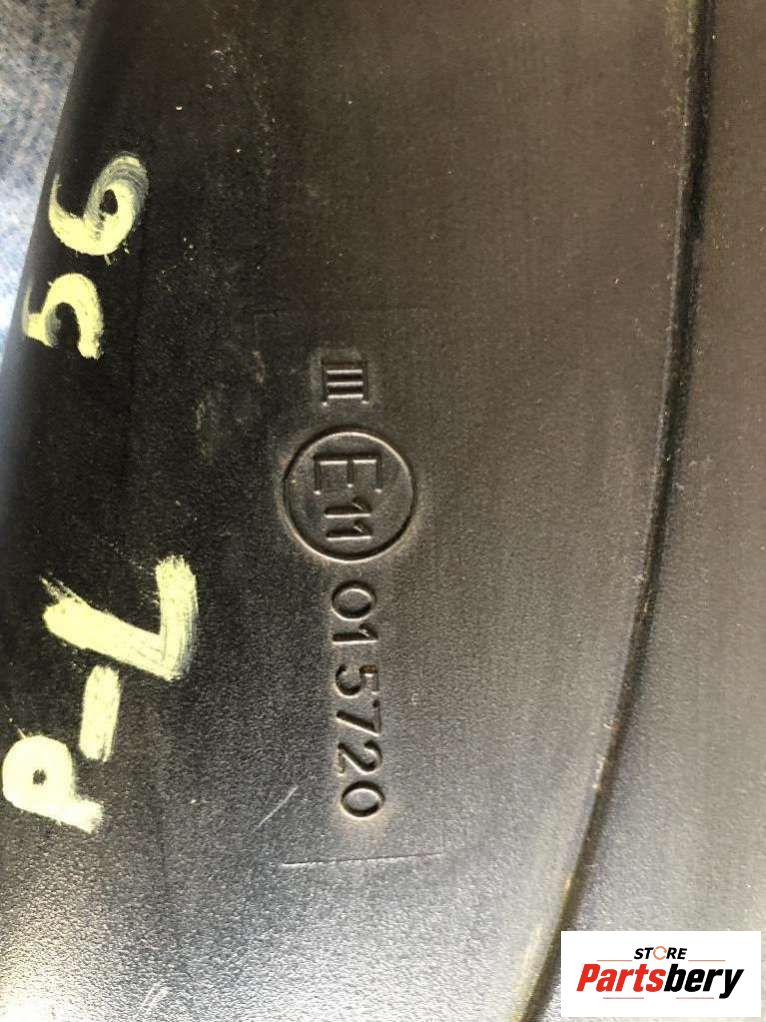 56
III E11 015720
P-L
STORE
Partsbery